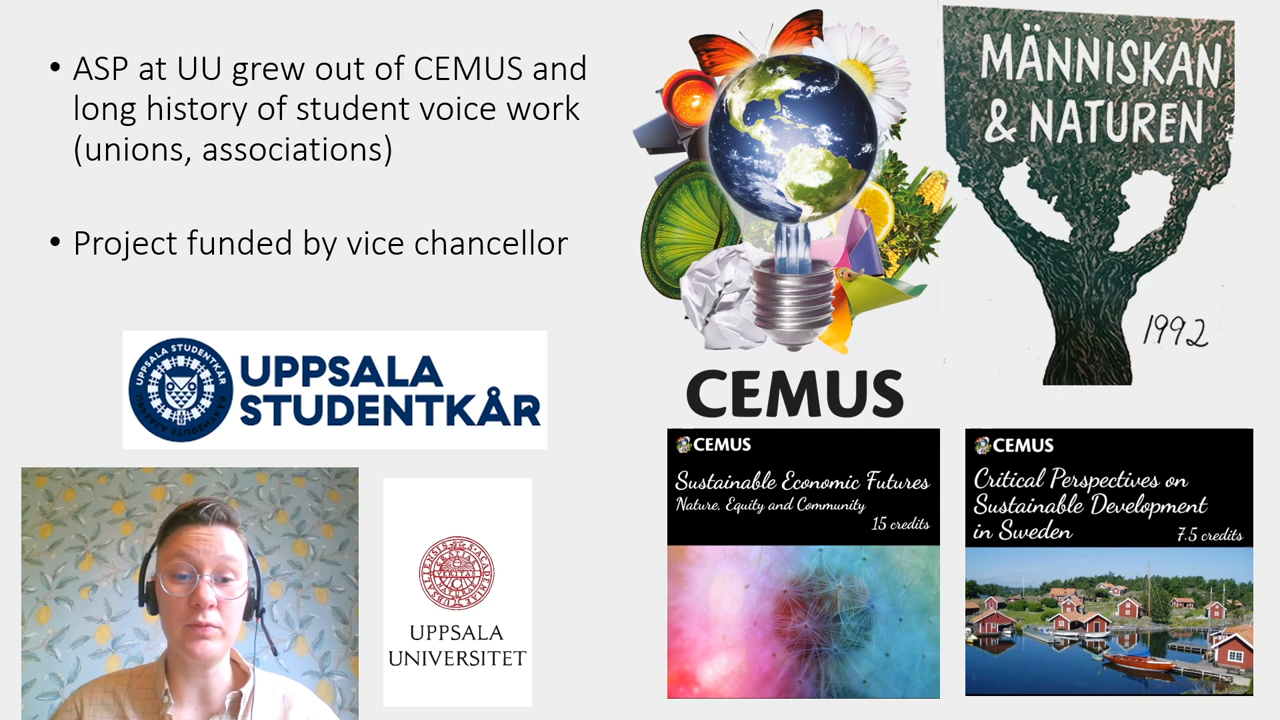 • ASP at UU grew out of CEMUS and
long history of student voice work
(unions, associations)
• Project funded by vice chancellor
UPPSALA STUDENTKÅR
UPPSALA
STUDENTKÅR
UPPSALA
UNIVERSITET
CEMUS
MÄNNISKAN
& NATUREN
1992
CEMUS
Sustainable Economic Futures
Nature, Equity and Community
15 credits
CEMUS
Critical Perspectives on
Sustainable Development
in Sweden
7.5 credits